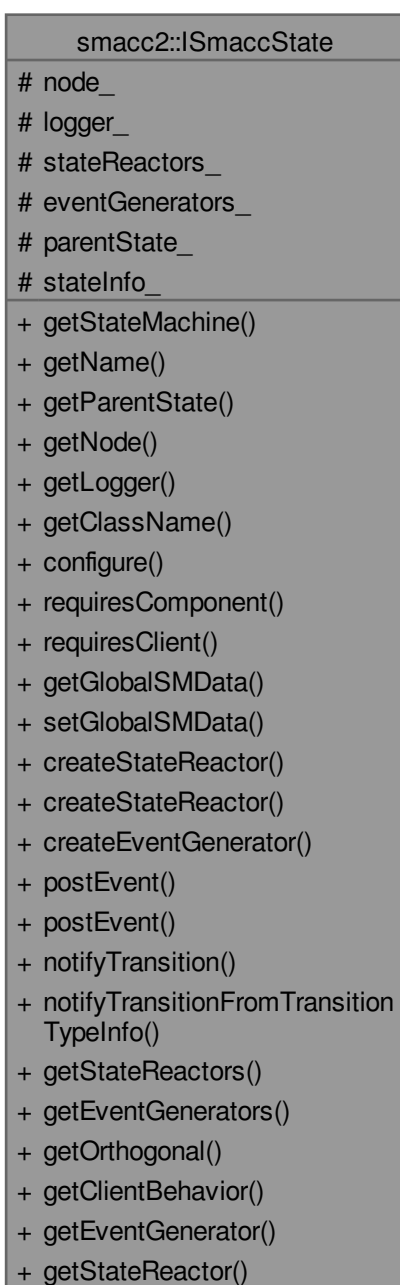 smacc2::ISmaccState
# node_
# logger_
# stateReactors_
# eventGenerators_
# parentState_
# stateInfo_
+ getStateMachine()
+ getName()
+ getParentState()
+ getNode()
+ getLogger()
+ getClassName()
+ configure()
+ requiresComponent()
+ requiresClient()
+ getGlobalSMData()
+ setGlobalSMData()
+ createStateReactor()
+ createStateReactor()
+ createEventGenerator()
+ postEvent()
+ postEvent()
+ notifyTransition()
+ notifyTransitionFromTransition
TypeInfo()
+ getStateReactors()
+ getEventGenerators()
+ getOrthogonal()
+ getClientBehavior()
+ getEventGenerator()
+ getStateReactor()